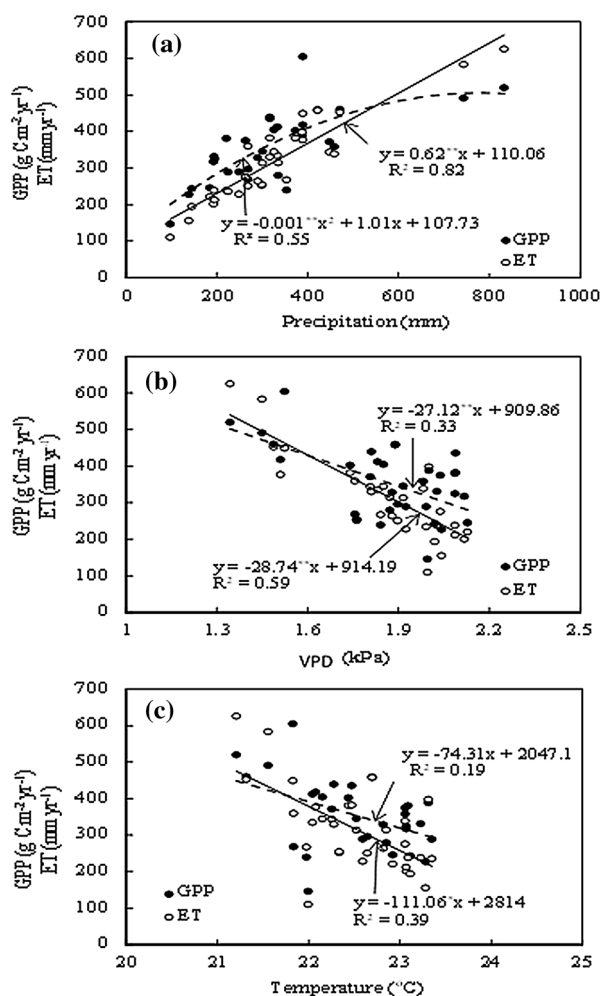 (a)
700
600
500
400
300
200
100
0
GPP (g Cm⁻² yr⁻¹)
ET (mm yr⁻¹)
y = 0.62**x + 110.06
R² = 0.82
y = -0.001**x² + 1.01x + 107.73
R² = 0.55
GPP
ET
0 200 400 600 800 1000
Precipitation (mm)
(b)
700
600
500
400
300
200
100
0
GPP (g Cm⁻² yr⁻¹)
ET (mm yr⁻¹)
y = -27.12**x + 909.86
R² = 0.33
y = -28.74**x + 914.19
R² = 0.59
GPP
ET
1 1.3 1.6 1.9 2.2 2.5
VPD (kPa)
(c)
700
600
500
400
300
200
100
0
GPP (g Cm⁻² yr⁻¹)
ET (mm yr⁻¹)
y = -74.31x + 2047.1
R² = 0.19
y = -111.06*x + 2814
R² = 0.39
GPP
ET
20 21 22 23 24 25
Temperature (°C)